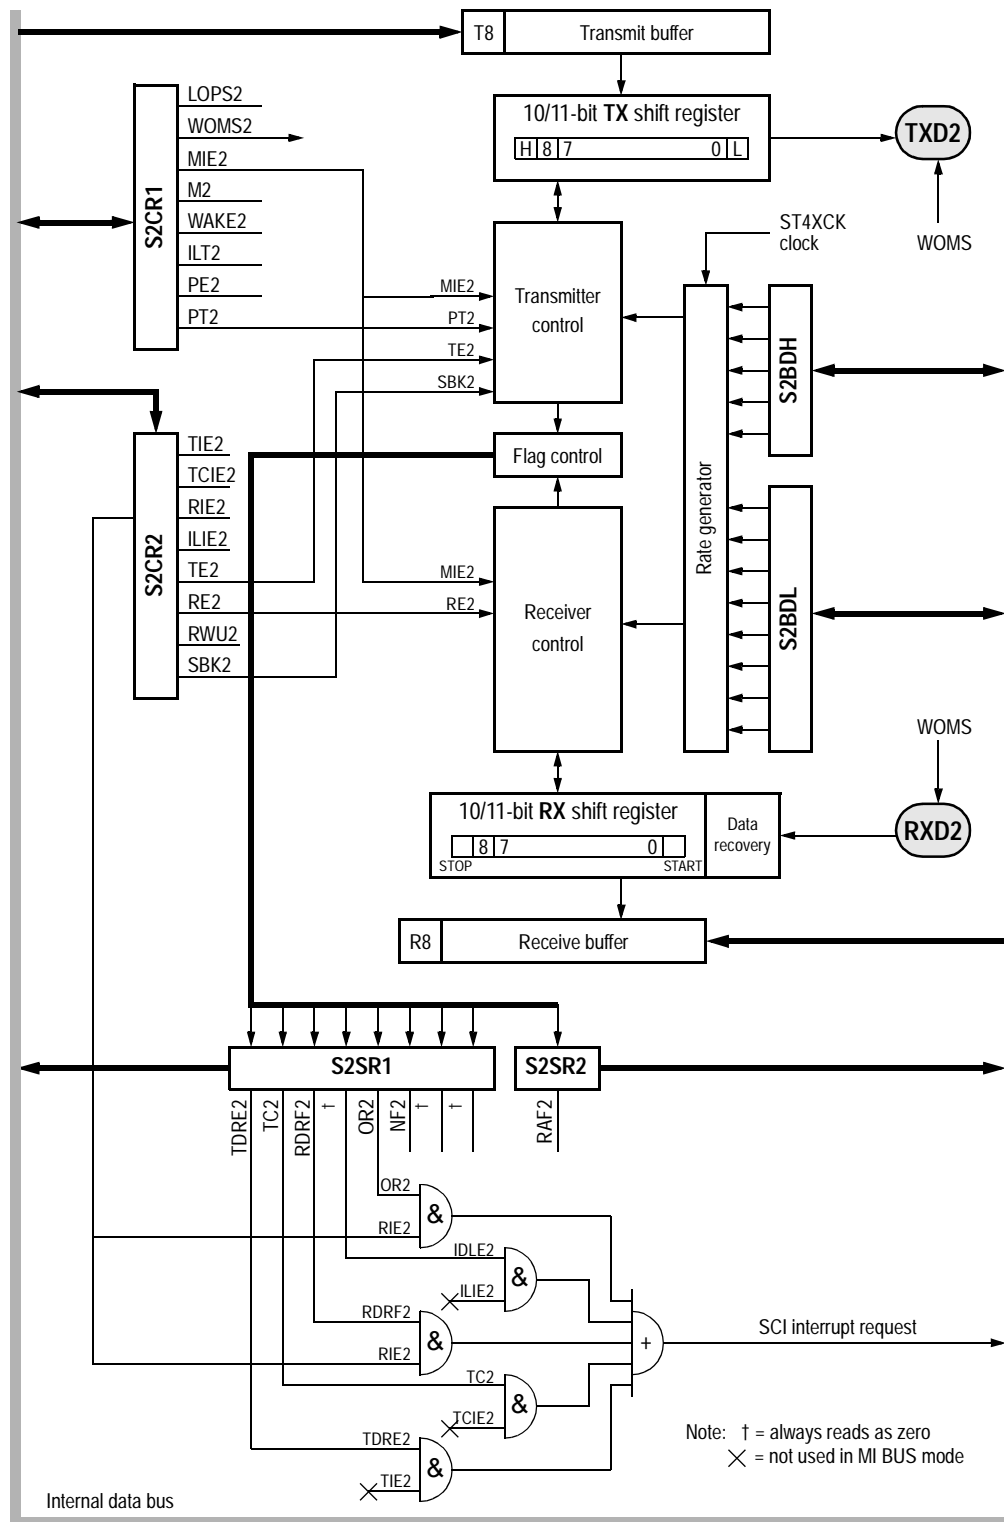 T8 Transmit buffer
10/11-bit TX shift register
H 8 7 0 L
TXD2
WOMS
ST4XCK
clock
S2CR1
LOPS2
WOMS2
MIE2
M2
WAKE2
ILT2
PE2
PT2
MIE2
PT2
TE2
SBK2
Transmitter
control
Rate generator
S2BDH
S2BDL
Flag control
S2CR2
TIE2
TCIE2
RIE2
ILIE2
TE2
RE2
RWU2
SBK2
MIE2
RE2
Receiver
control
WOMS
RXD2
10/11-bit RX shift register
8 7 0
STOP START
Data
recovery
R8 Receive buffer
S2SR1
S2SR2
TDRE2
TC2
RDRF2
†
OR2
NF2
†
†
RAF2
OR2
RIE2
&
IDLE2
ILIE2
&
RDRF2
RIE2
&
TC2
TCIE2
&
TDRE2
TIE2
&
+
SCI interrupt request
Note: † = always reads as zero
= not used in MI BUS mode
Internal data bus